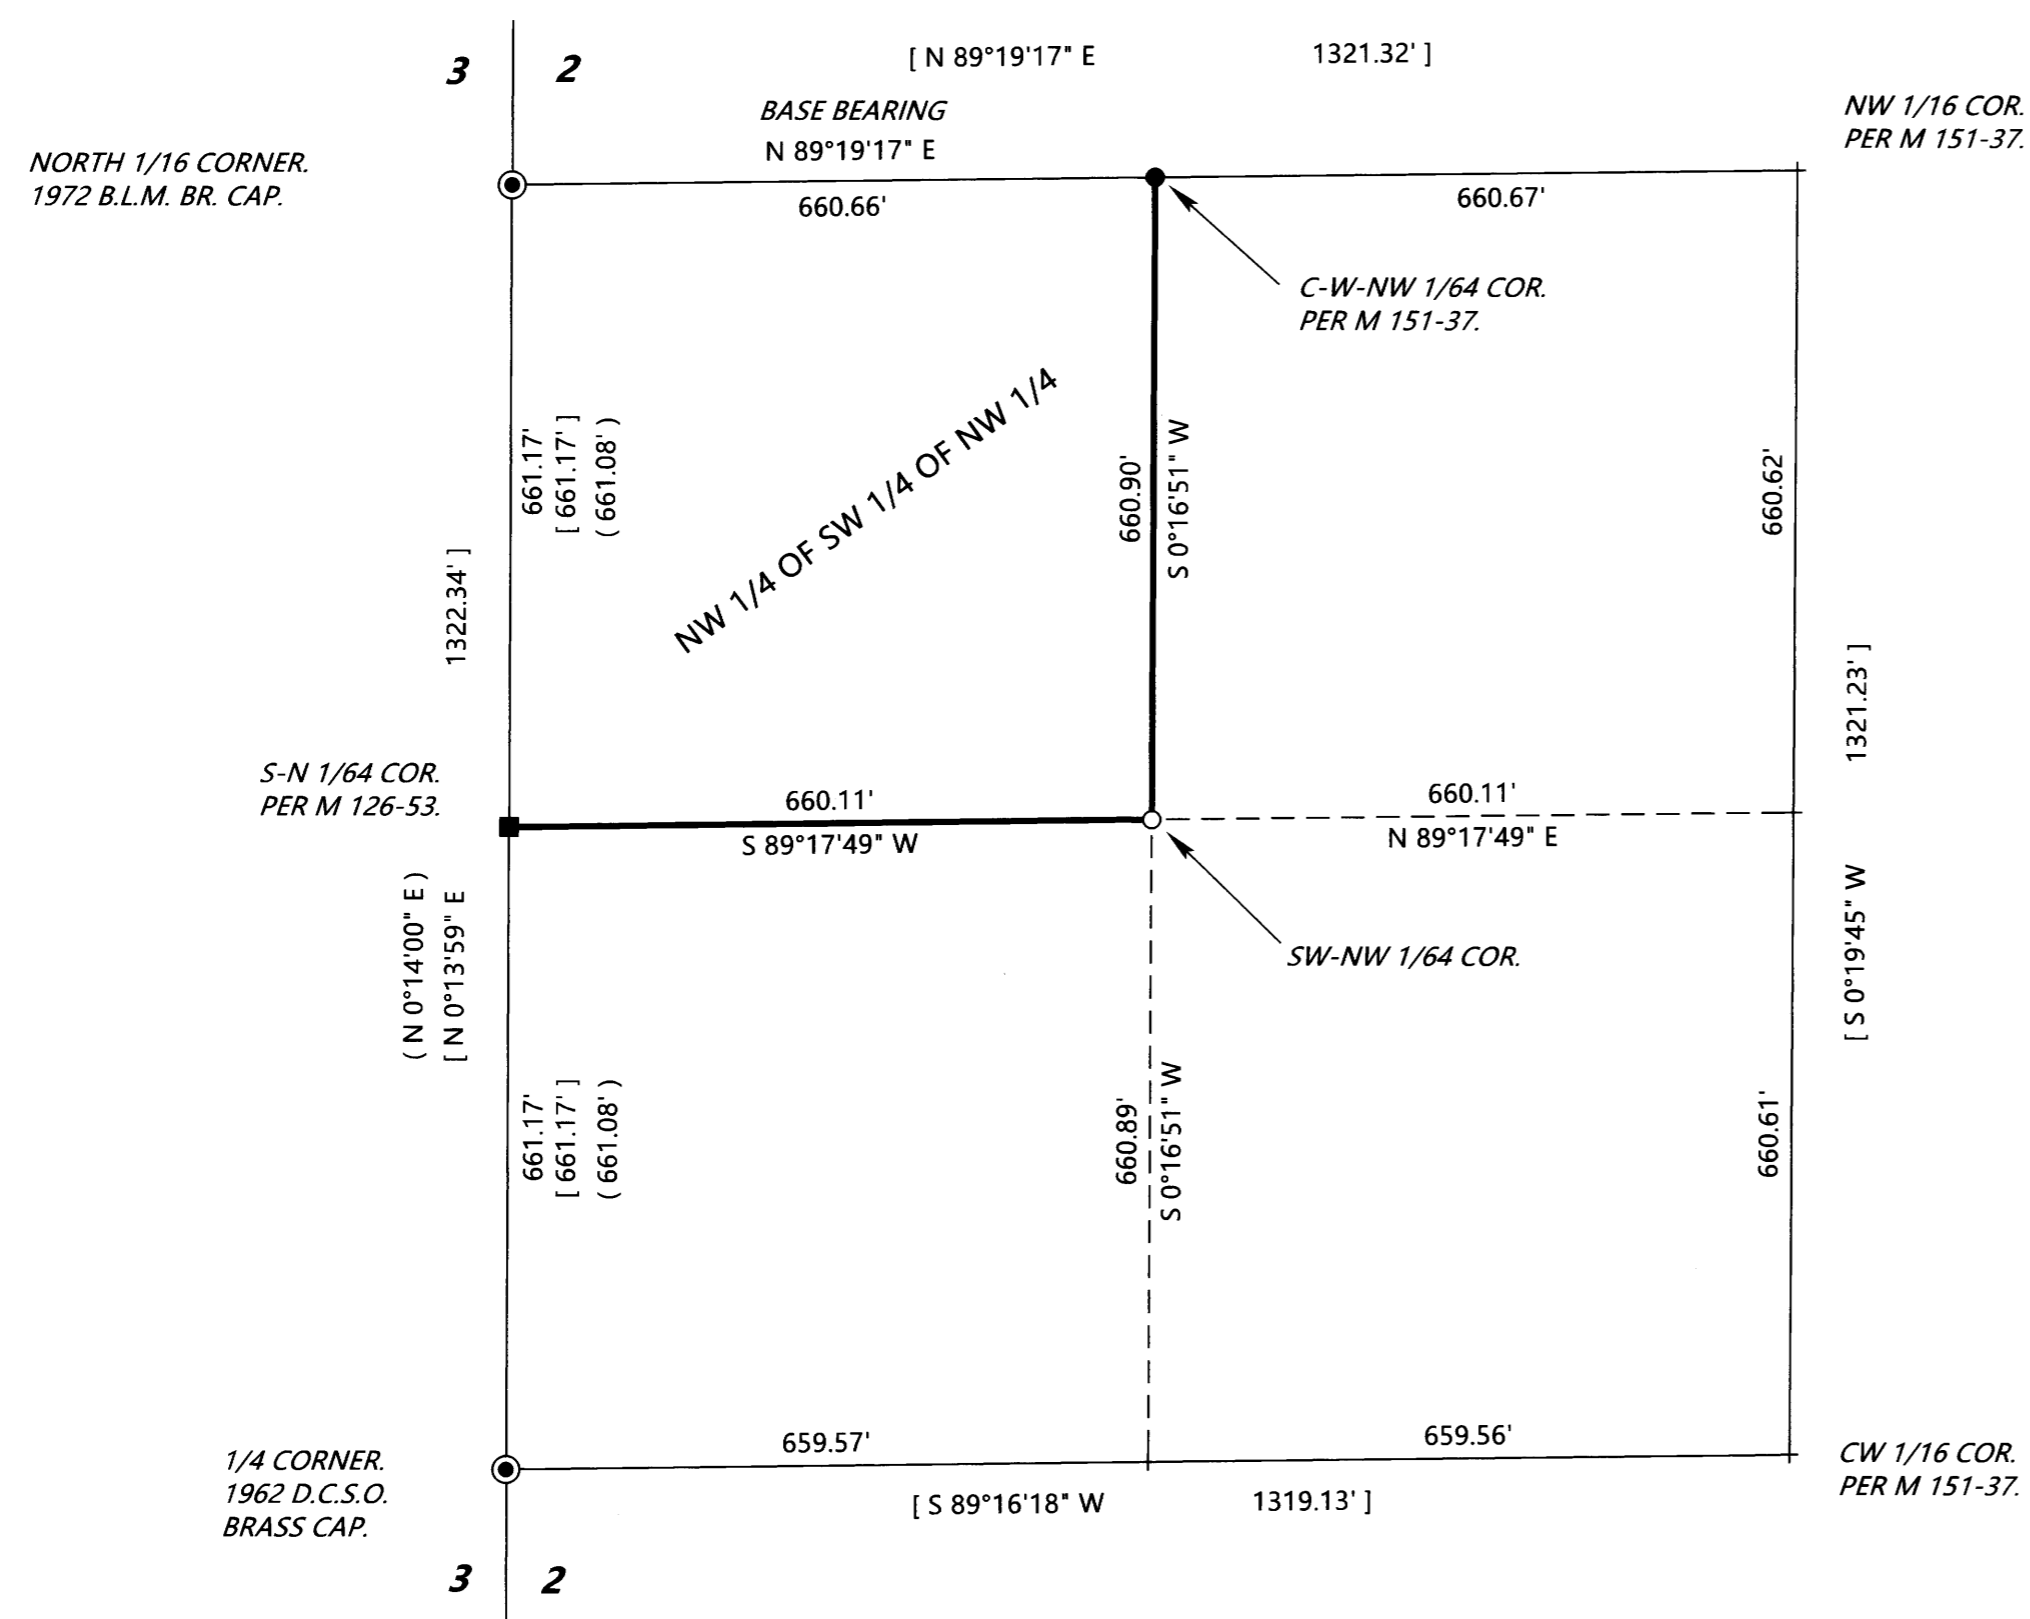 [ N 89°19'17" E 1321.32' ]
3 2
BASE BEARING
N 89°19'17" E
NW 1/16 COR.
PER M 151-37.
NORTH 1/16 CORNER.
1972 B.L.M. BR. CAP.
660.66'
660.67'
C-W-NW 1/64 COR.
PER M 151-37.
NW 1/4 OF SW 1/4 OF NW 1/4
661.17'
[ 661.17' ]
( 661.08' )
660.90'
S 0°16'51" W
660.62'
1322.34' ]
1321.23' ]
S-N 1/64 COR.
PER M 126-53.
660.11'
S 89°17'49" W
660.11'
N 89°17'49" E
SW-NW 1/64 COR.
( N 0°14'00" E )
[ N 0°13'59" E
[ S 0°19'45" W
661.17'
[ 661.17' ]
( 661.08' )
660.89'
S 0°16'51" W
660.61'
659.57'
659.56'
1/4 CORNER.
1962 D.C.S.O.
BRASS CAP.
CW 1/16 COR.
PER M 151-37.
[ S 89°16'18" W 1319.13' ]
3 2